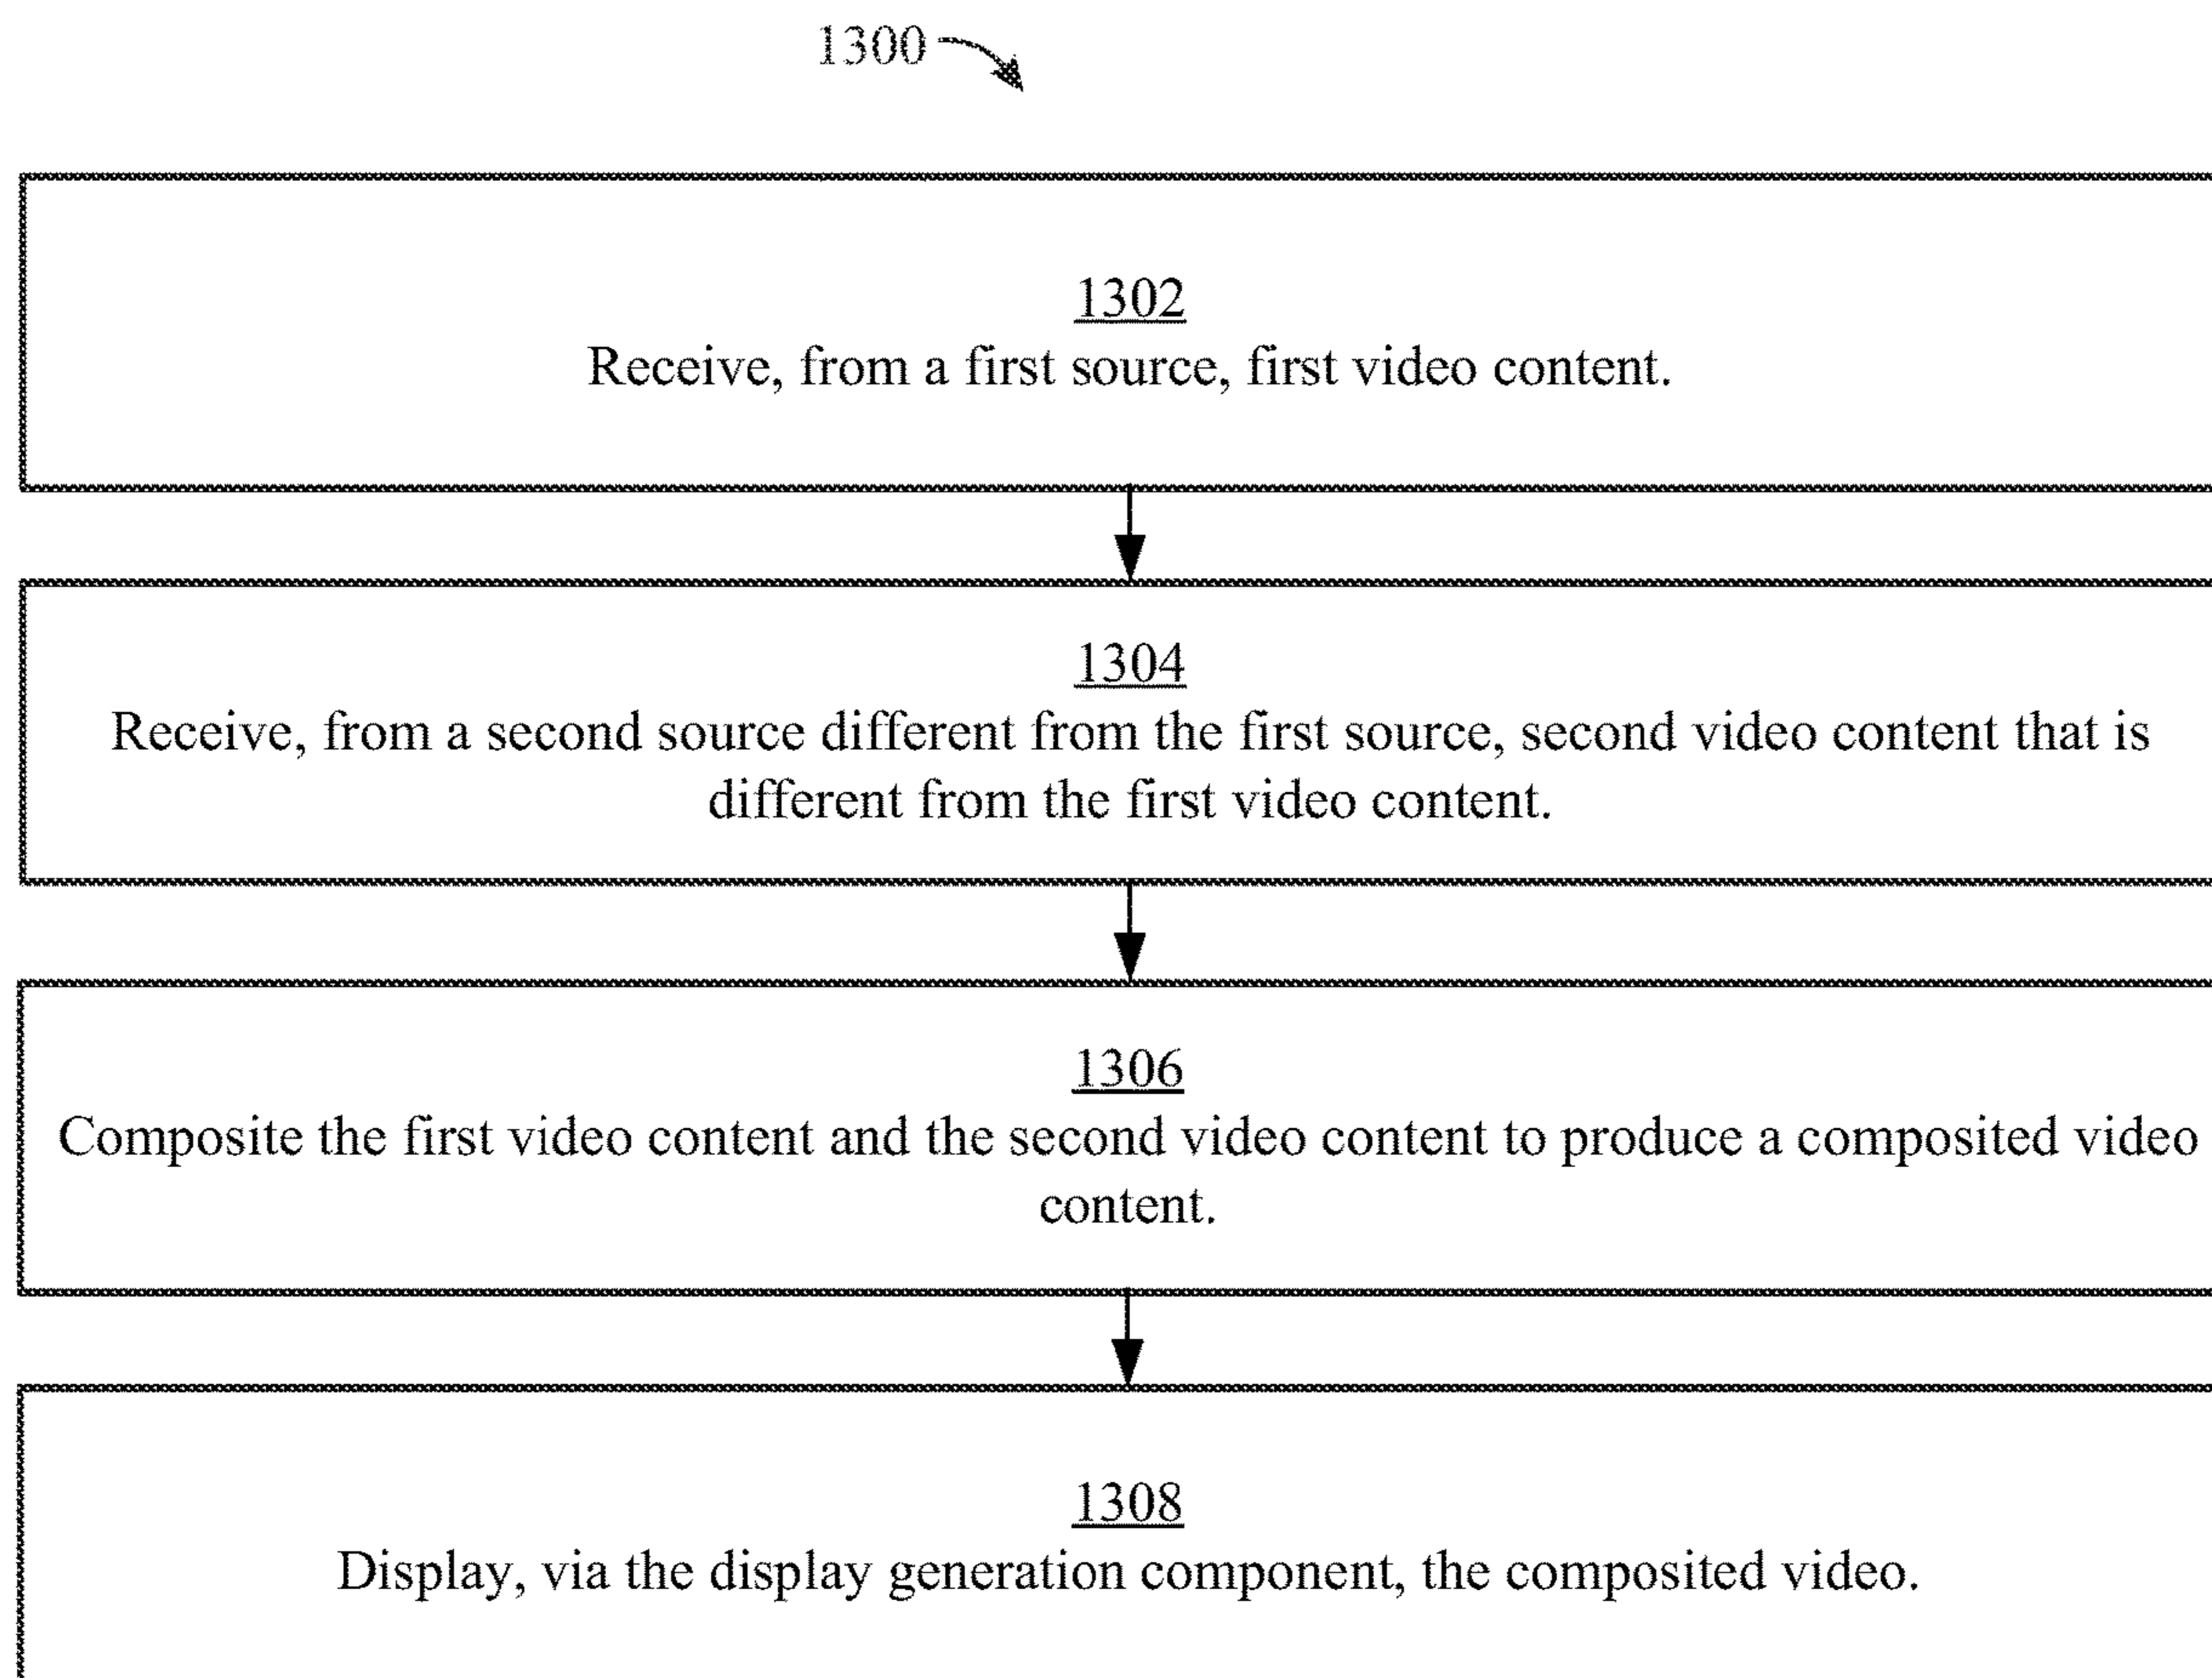 1300
1302
Receive, from a first source, first video content.
1304
Receive, from a second source different from the first source, second video content that is
different from the first video content.
1306
Composite the first video content and the second video content to produce a composited video
content.
1308
Display, via the display generation component, the composited video.